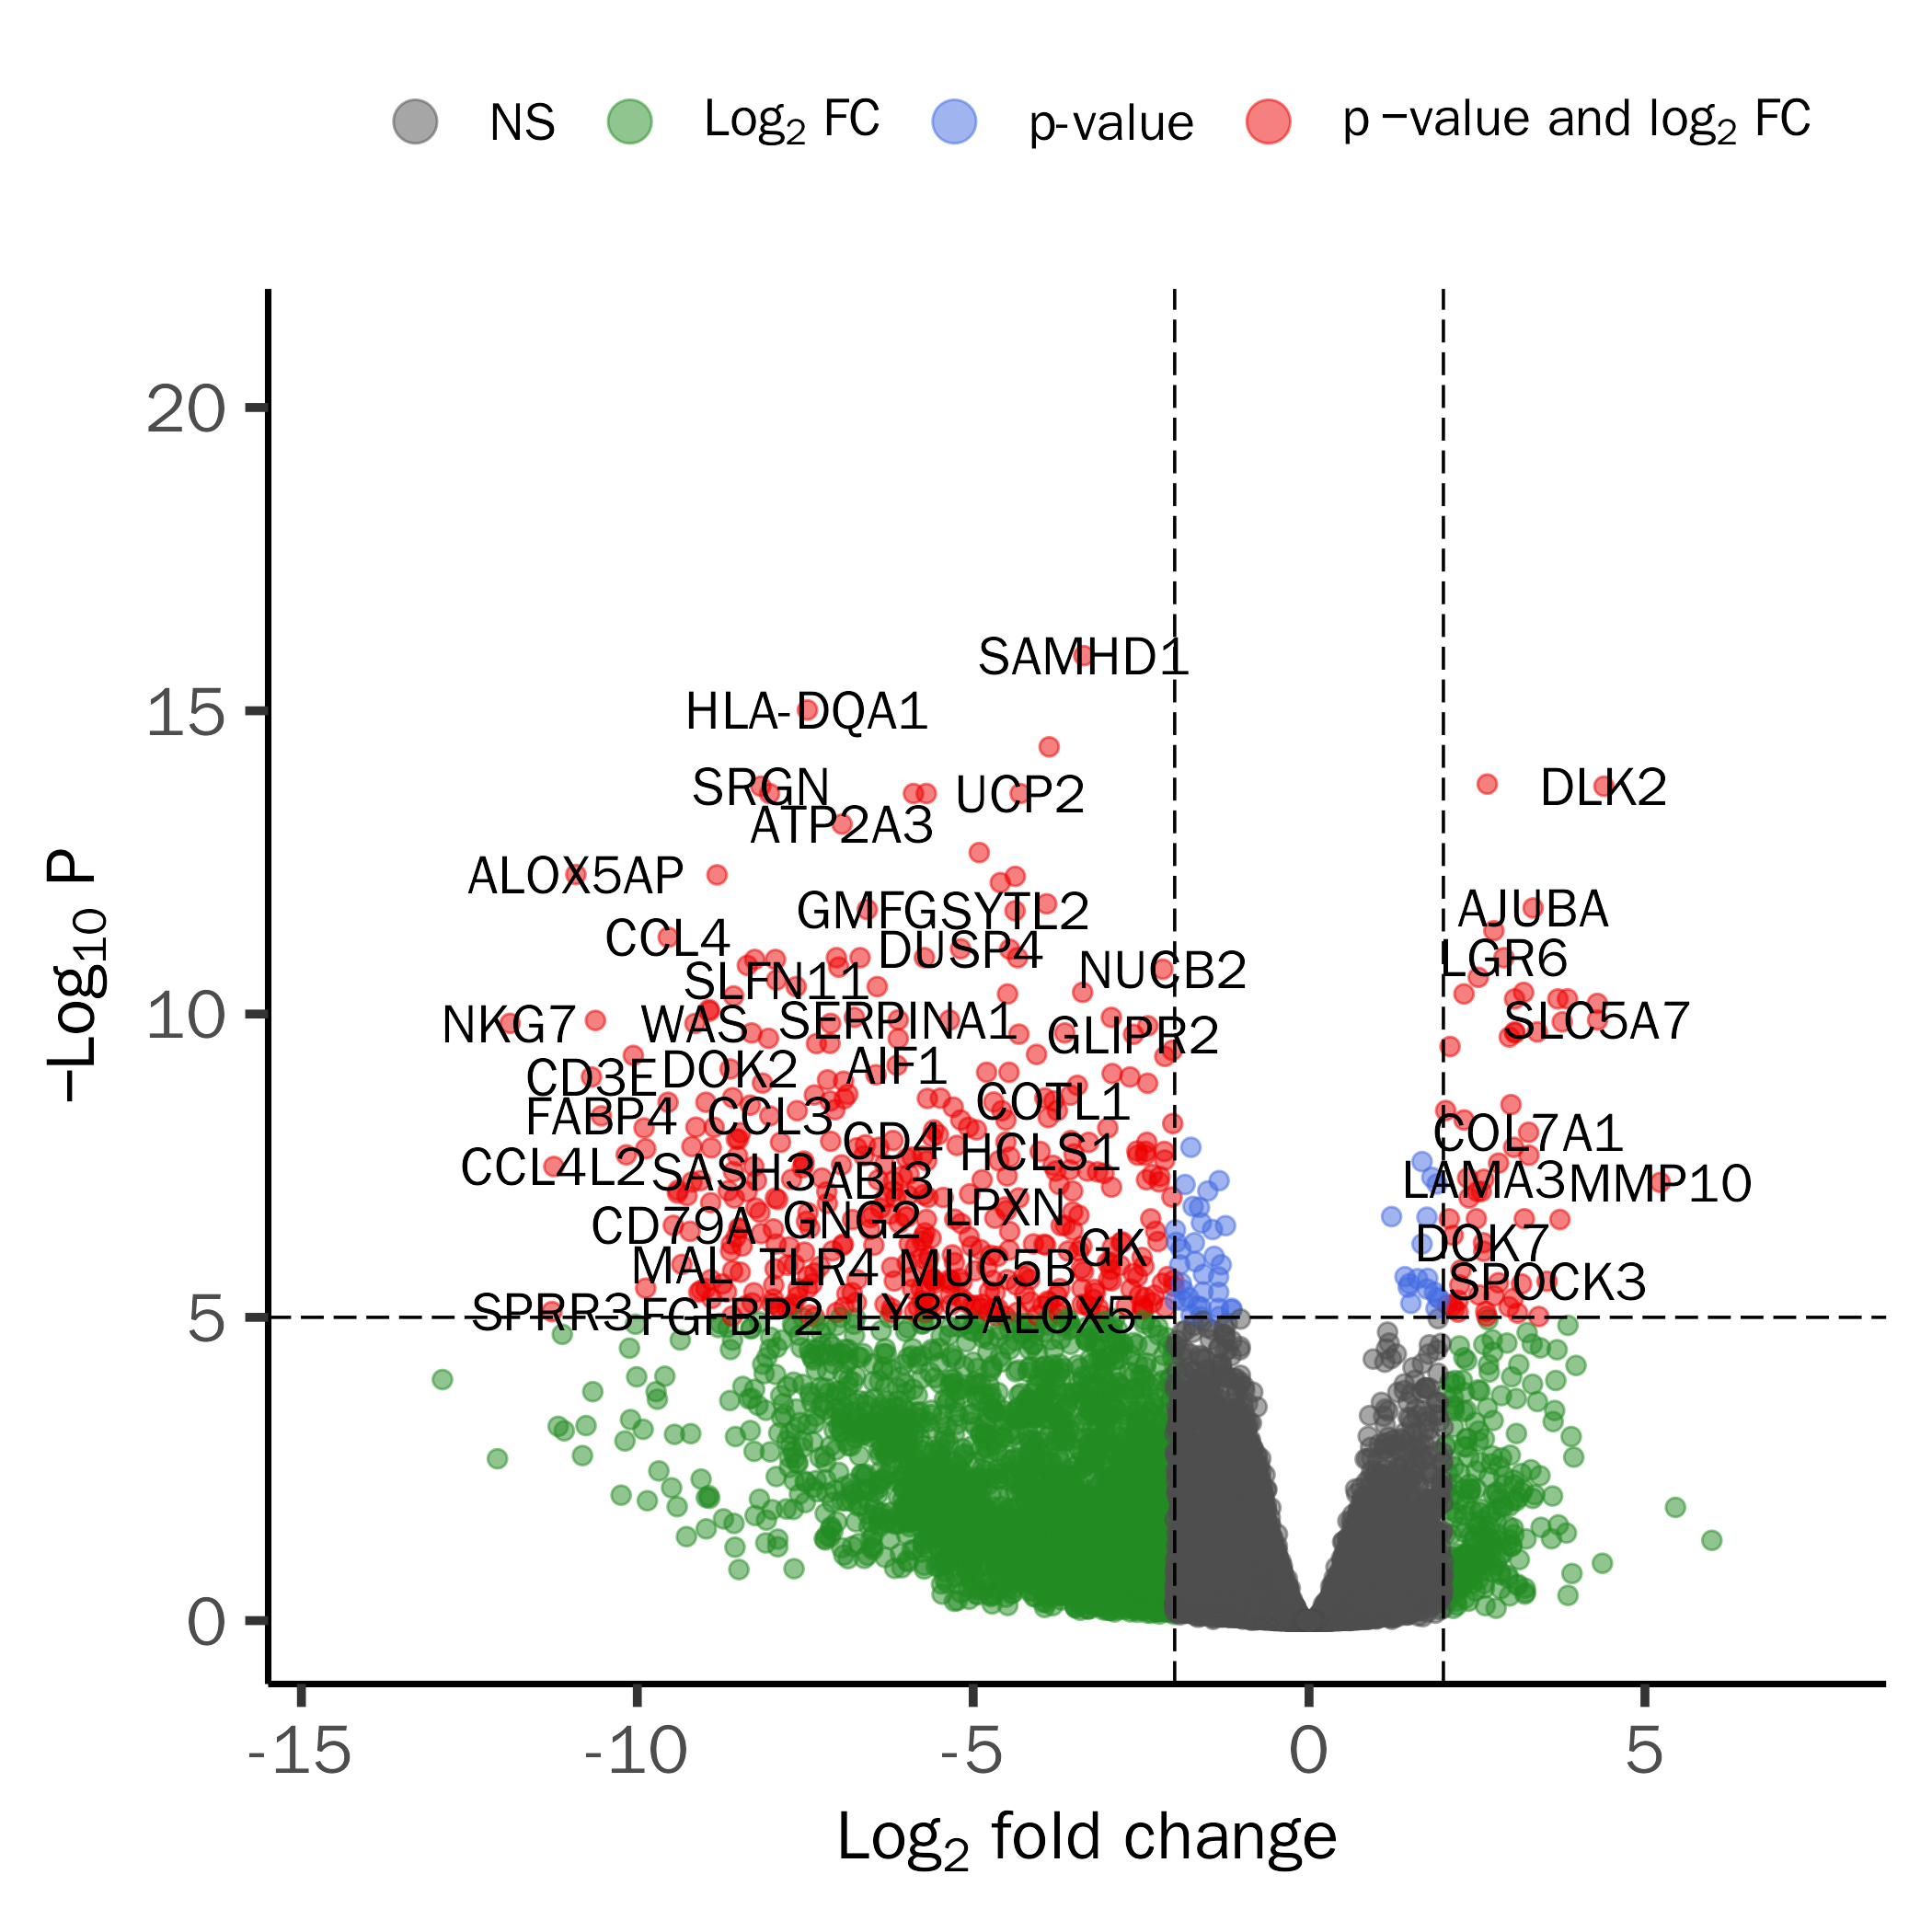 NS Log2 FC p-value p −value and log2 FC
−Log10 P
20
15
10
5
0
SAMHD1
HLA-DQA1
SRGN UCP2 DLK2
ATP2A3
ALOX5AP
GMFG SYTL2 AJUBA
CCL4 DUSP4
LGR6
SLFN11 NUCB2
NKG7 WAS SERPINA1 SLC5A7
GLIPR2
CD3E DOK2 AIF1
COTL1
FABP4 CCL3
CD4 HCLS1 COL7A1
CCL4L2 SASH3 ABI3 LAMA3 MMP10
LPXN
CD79A GNG2
GK DOK7
MAL TLR4 MUC5B
SPOCK3
SPRR3 FGFBP2 LY86 ALOX5
-15 -10 -5 0 5
Log2 fold change